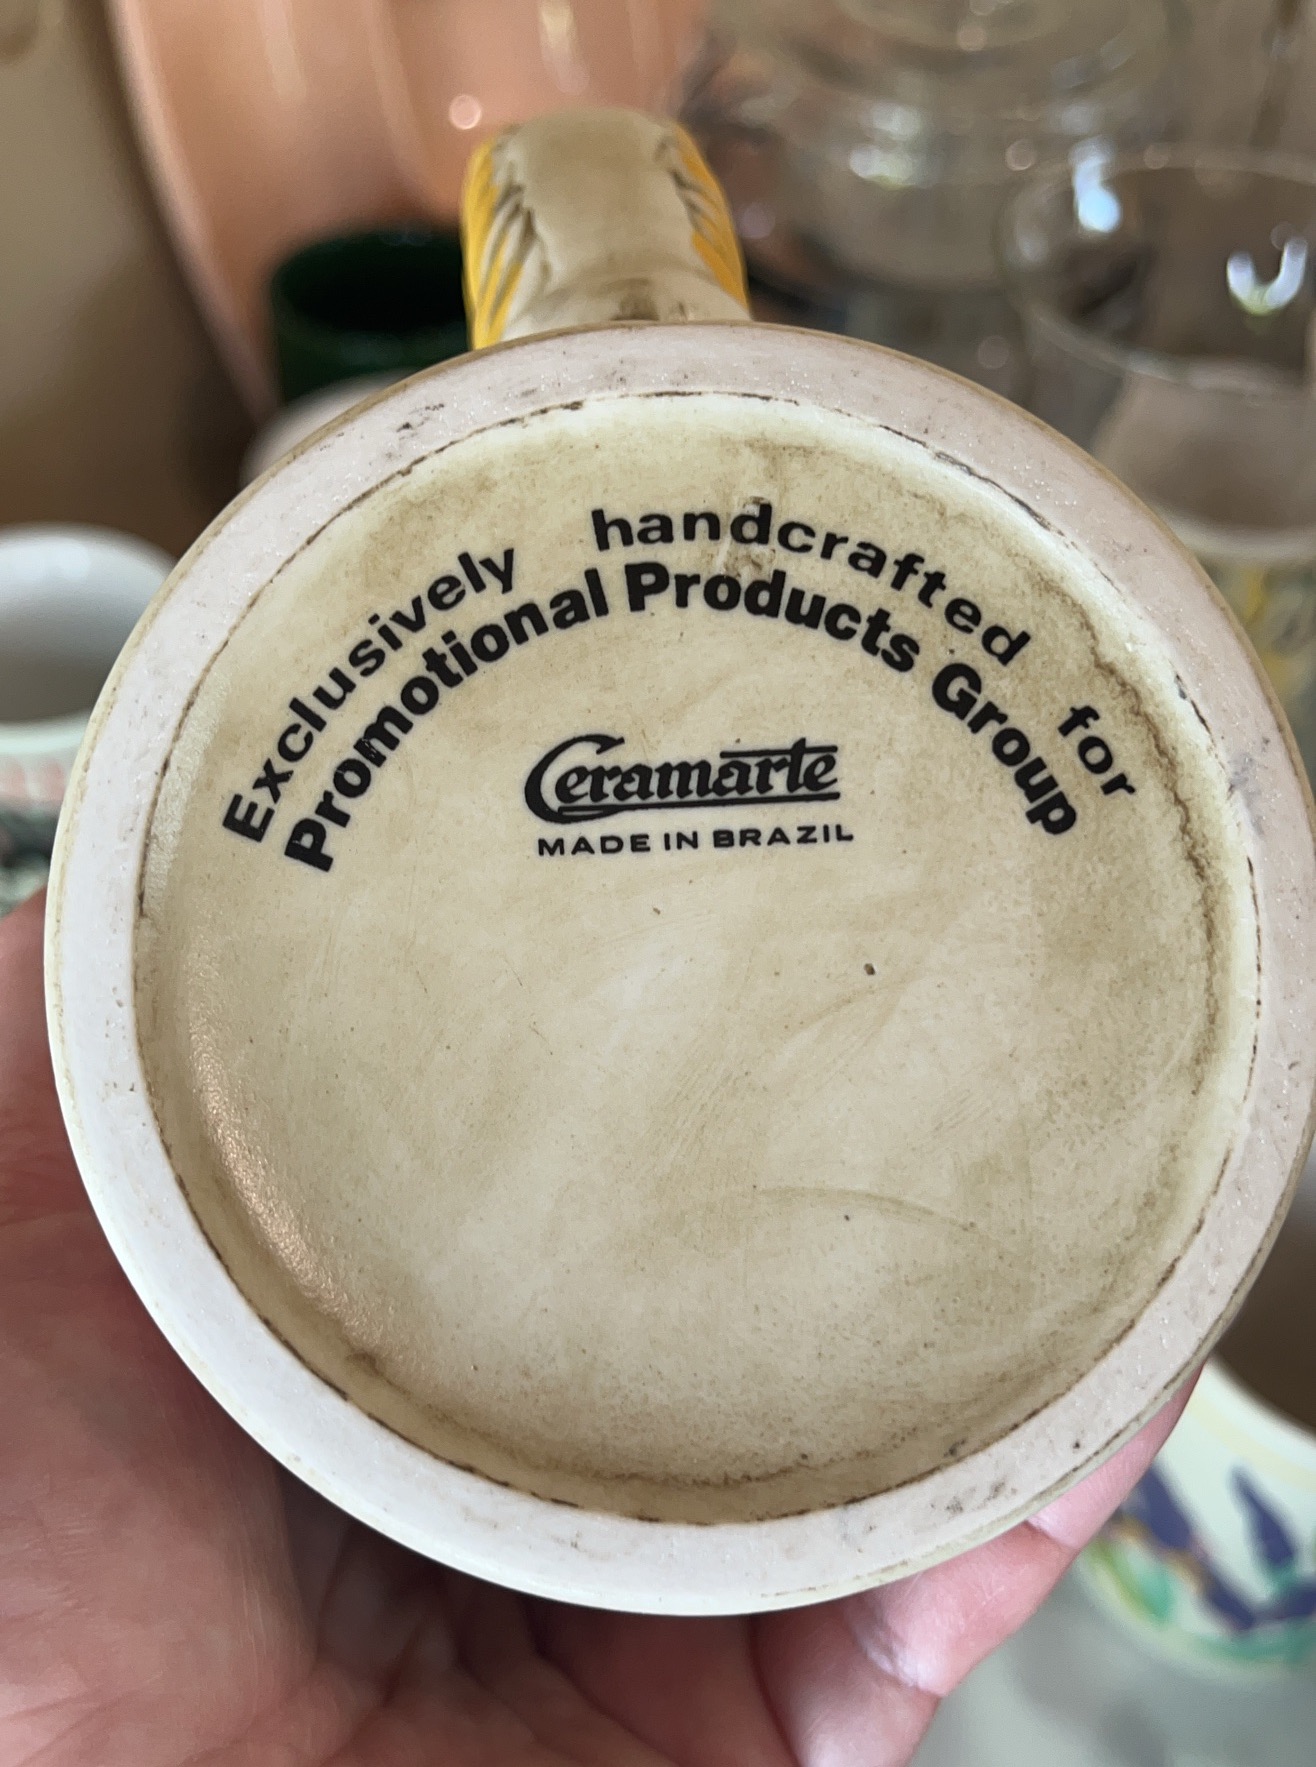 Exclusively handcrafted for
Promotional Products Group
Ceramarte
MADE IN BRAZIL